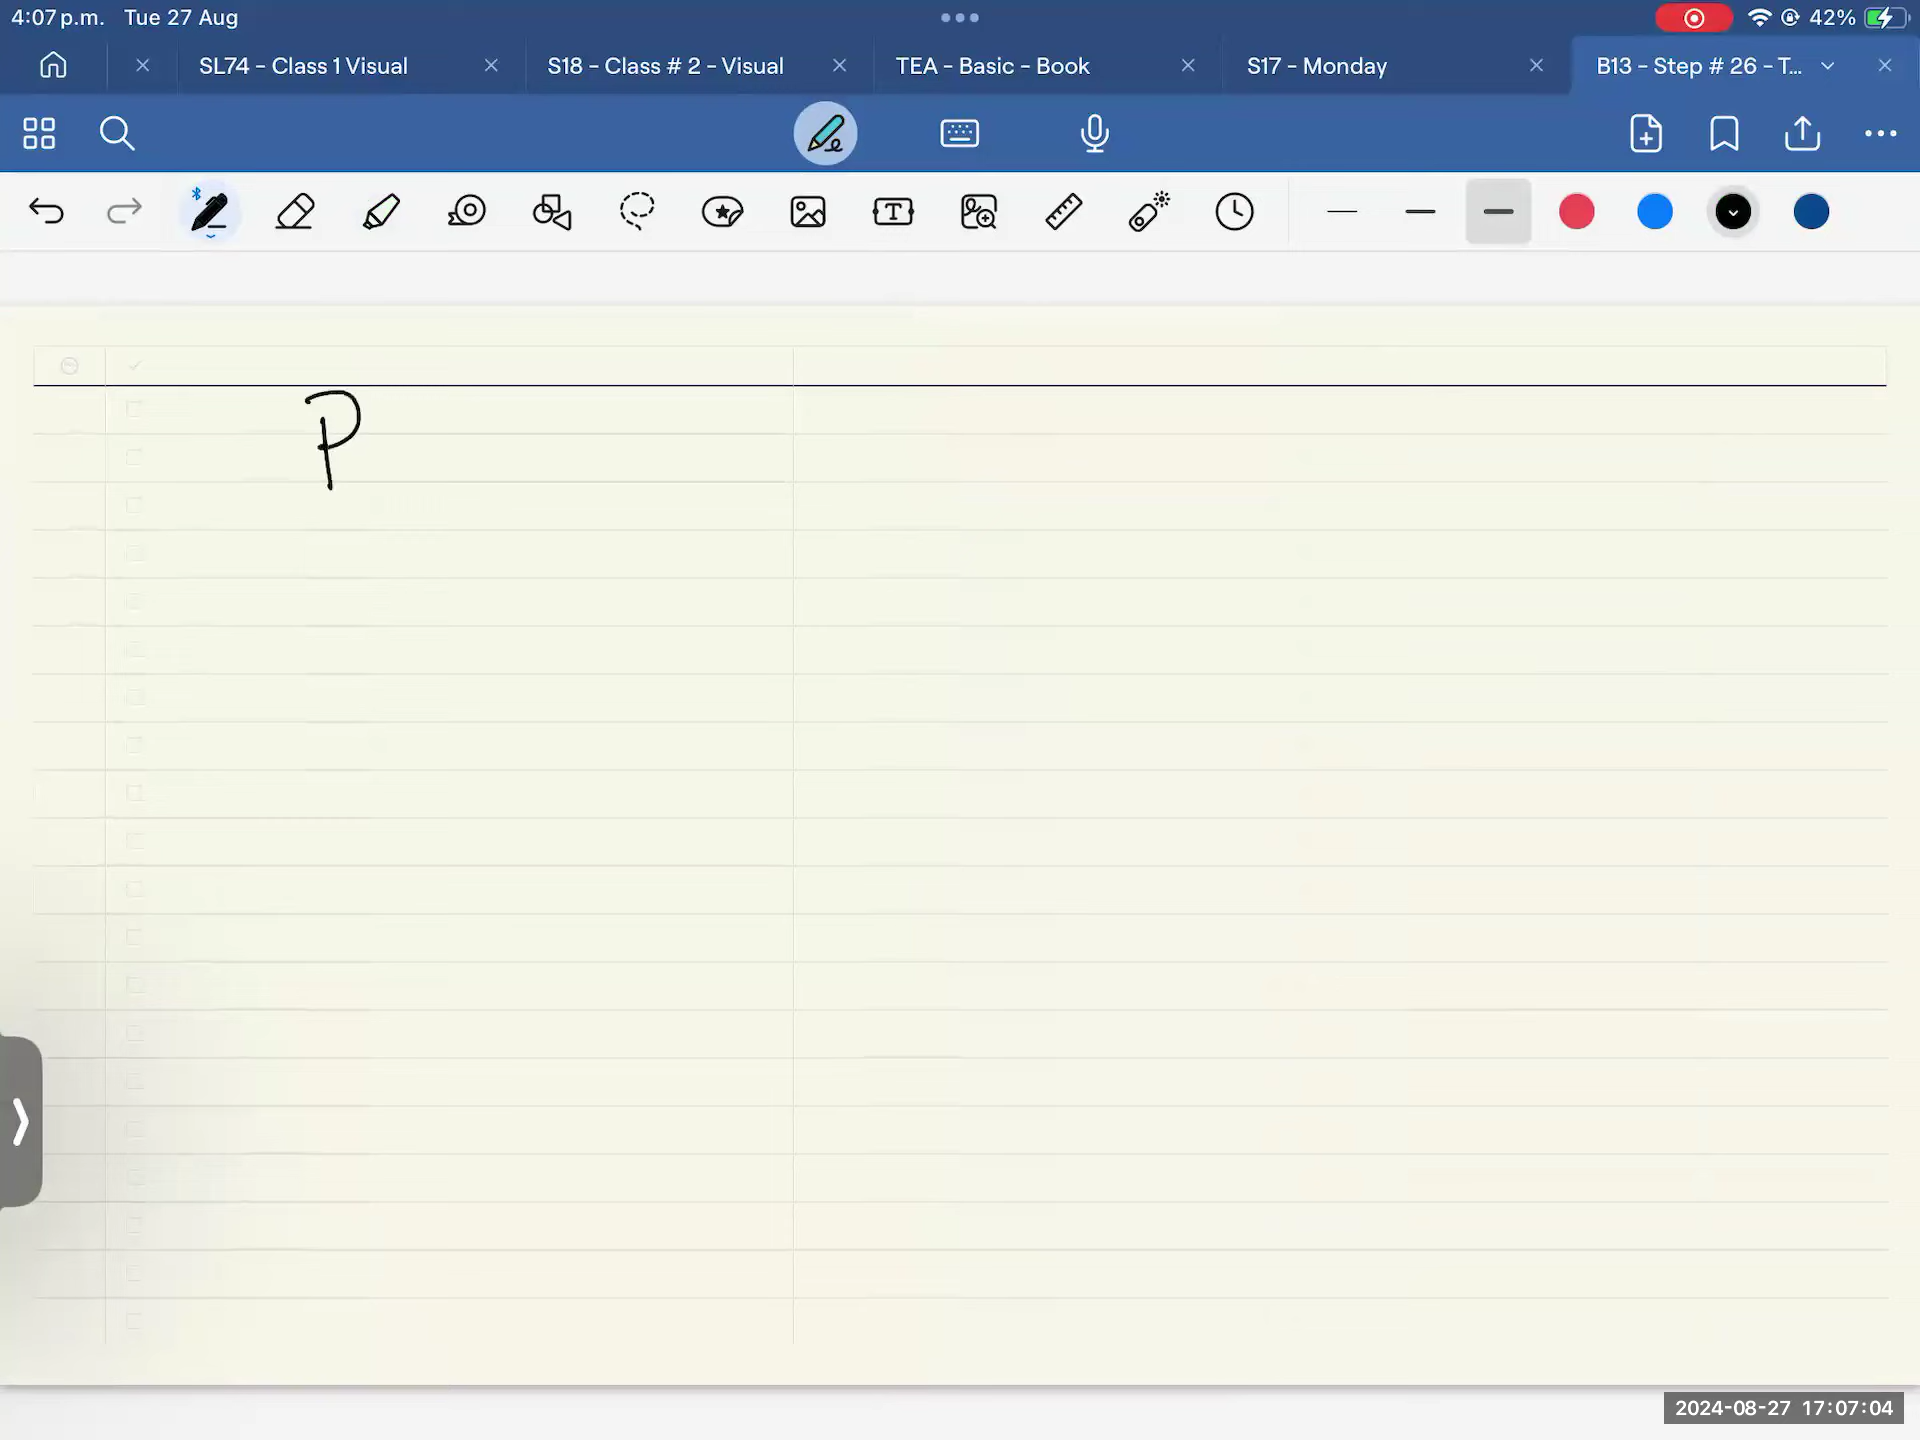 4:07 p.m. Tue 27 Aug
42%
SL74 - Class 1 Visual
S18 - Class # 2 - Visual
TEA - Basic - Book
S17 - Monday
B13 - Step # 26 - T...
P
2024-08-27 17:07:04